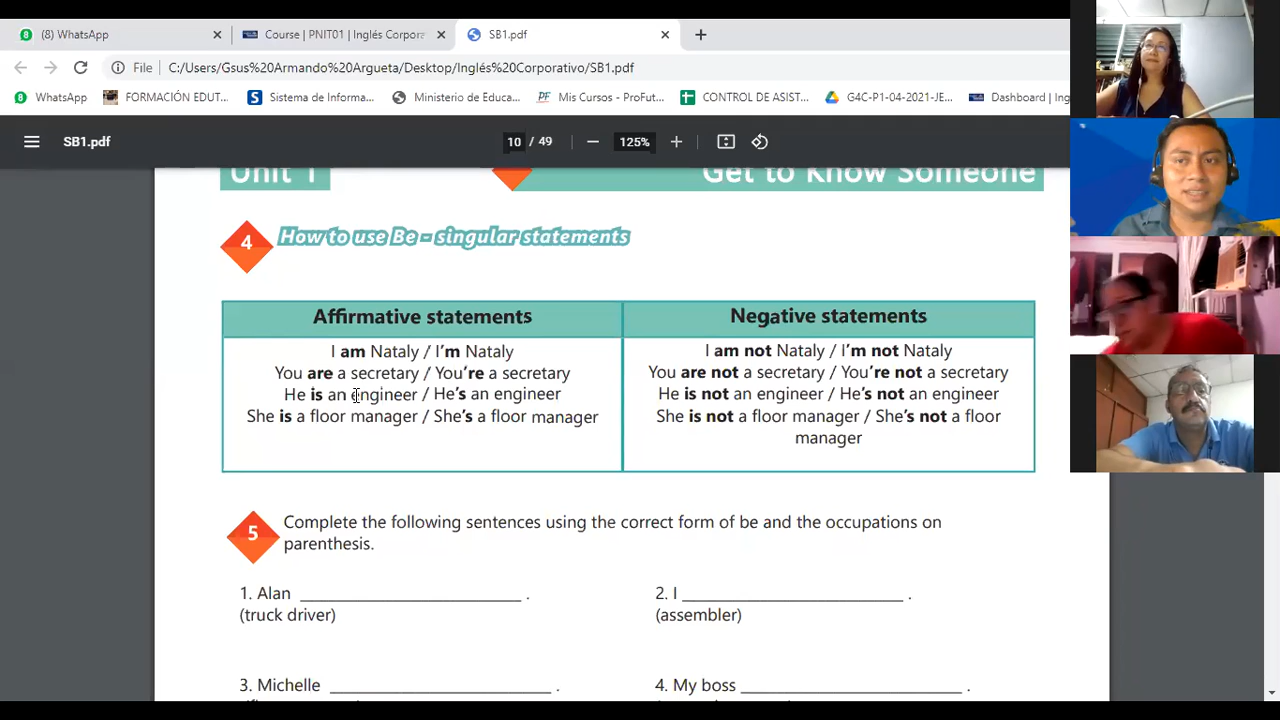 (8) WhatsApp
Course | PNIT01 | Inglés Corpor
SB1.pdf
File
C:/Users/Gsus%20Armando%20Argueta/Desktop/Inglés%20Corporativo/SB1.pdf
WhatsApp
FORMACIÓN EDUT...
Sistema de Informa...
Ministerio de Educa...
Mis Cursos - ProFut...
CONTROL DE ASIST...
G4C-P1-04-2021-JE...
Dashboard | Ing
SB1.pdf
10 / 49
125%
Unit 1
Get to Know Someone
4
How to use Be - singular statements
Affirmative statements
I am Nataly / I'm Nataly
You are a secretary / You're a secretary
He is an engineer / He's an engineer
She is a floor manager / She's a floor manager
Negative statements
I am not Nataly / I'm not Nataly
You are not a secretary / You're not a secretary
He is not an engineer / He's not an engineer
She is not a floor manager / She's not a floor
manager
5
Complete the following sentences using the correct form of be and the occupations on
parenthesis.
1. Alan ________________________ .
(truck driver)
2. I ________________________ .
(assembler)
3. Michelle ________________________ .
4. My boss ________________________ .